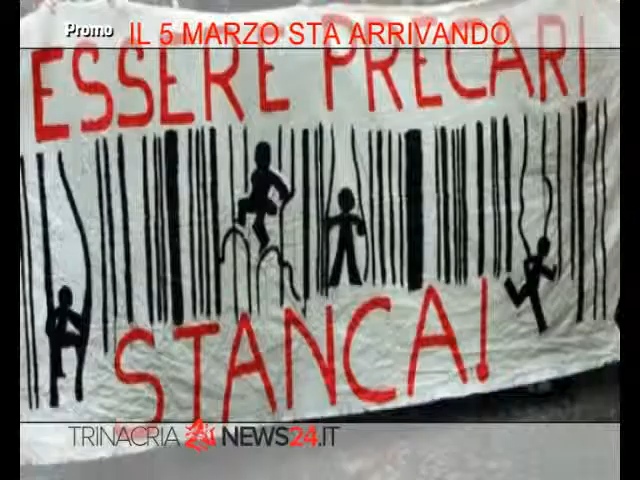 Promo
IL 5 MARZO STA ARRIVANDO
ESSERE PRECARI
STANCA!
TRINACRIA NEWS24.IT